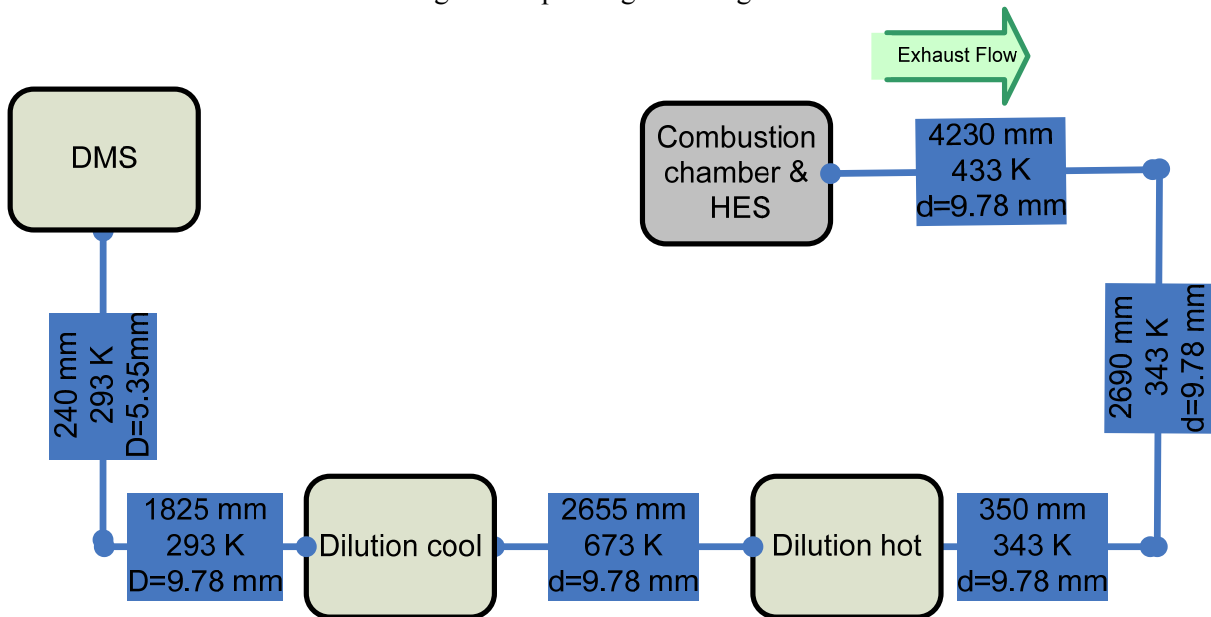 Exhaust Flow
DMS
Combustion
chamber &
HES
4230 mm
433 K
d=9.78 mm
2690 mm
343 K
d=9.78 mm
240 mm
293 K
D=5.35mm
1825 mm
293 K
D=9.78 mm
Dilution cool
2655 mm
673 K
d=9.78 mm
Dilution hot
350 mm
343 K
d=9.78 mm